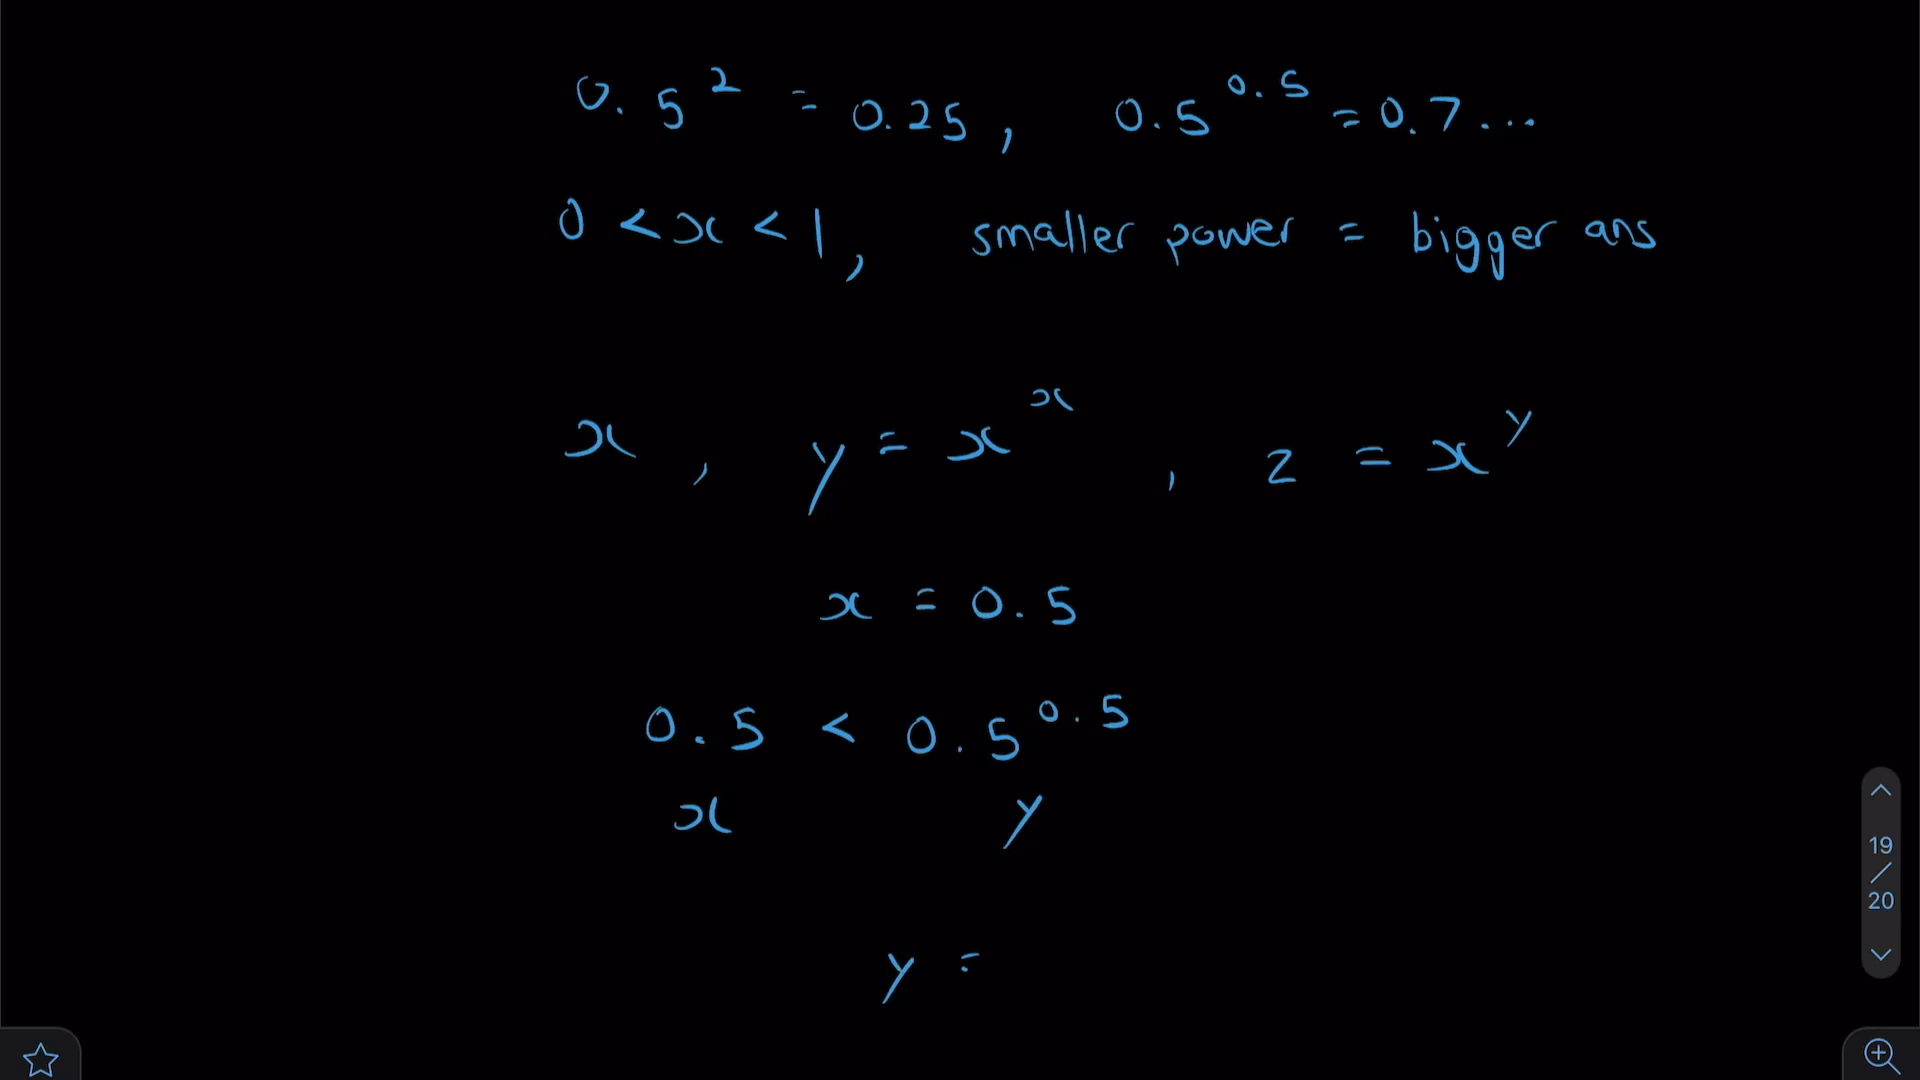 0.5² = 0.25, 0.5^0.5 = 0.7...
0 < x < 1, smaller power = bigger ans
x, y = x^x, z = x^y
x = 0.5
0.5 < 0.5^0.5
x y
y =
19
/
20